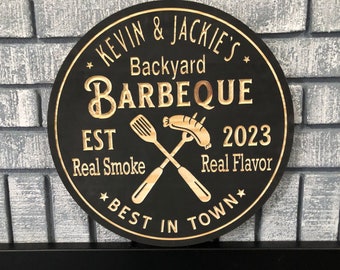 KEVIN & JACKIE'S
Backyard
BARBEQUE
EST 2023
Real Smoke Real Flavor
BEST IN TOWN